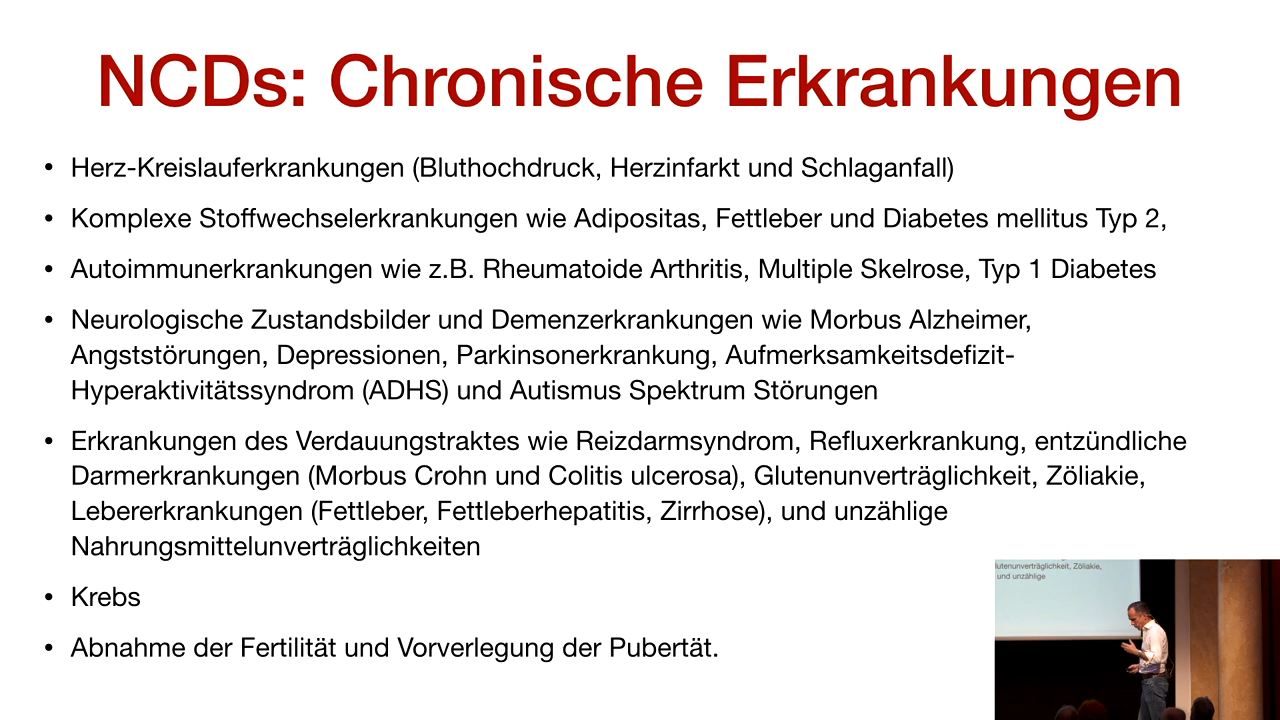 NCDs: Chronische Erkrankungen
• Herz-Kreislauferkrankungen (Bluthochdruck, Herzinfarkt und Schlaganfall)
• Komplexe Stoffwechselerkrankungen wie Adipositas, Fettleber und Diabetes mellitus Typ 2,
• Autoimmunerkrankungen wie z.B. Rheumatoide Arthritis, Multiple Skelrose, Typ 1 Diabetes
• Neurologische Zustandsbilder und Demenzerkrankungen wie Morbus Alzheimer,
Angststörungen, Depressionen, Parkinsonerkrankung, Aufmerksamkeitsdefizit-
Hyperaktivitätssyndrom (ADHS) und Autismus Spektrum Störungen
• Erkrankungen des Verdauungstraktes wie Reizdarmsyndrom, Refluxerkrankung, entzündliche
Darmerkrankungen (Morbus Crohn und Colitis ulcerosa), Glutenunverträglichkeit, Zöliakie,
Lebererkrankungen (Fettleber, Fettleberhepatitis, Zirrhose), und unzählige
Nahrungsmittelunverträglichkeiten
• Krebs
• Abnahme der Fertilität und Vorverlegung der Pubertät.
lutenunverträglichkeit, Zöliakie,
und unzählige